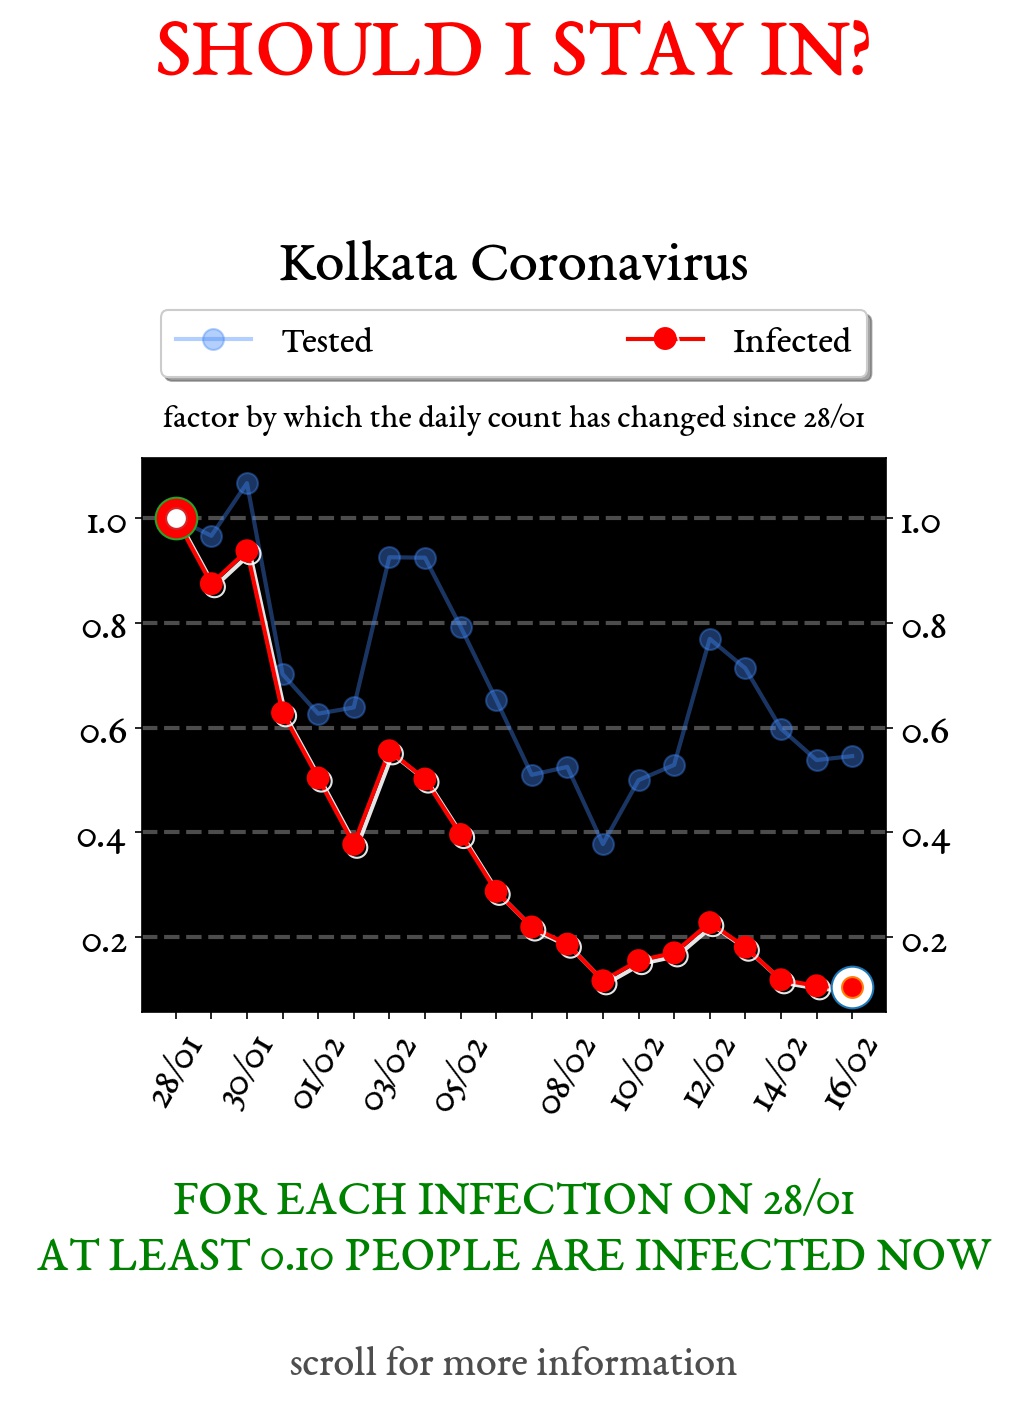 SHOULD I STAY IN?
Kolkata Coronavirus
Tested Infected
factor by which the daily count has changed since 28/01
1.0 1.0
0.8 0.8
0.6 0.6
0.4 0.4
0.2 0.2
28/01 30/01 01/02 03/02 05/02 08/02 10/02 12/02 14/02 16/02
FOR EACH INFECTION ON 28/01
AT LEAST 0.10 PEOPLE ARE INFECTED NOW
scroll for more information